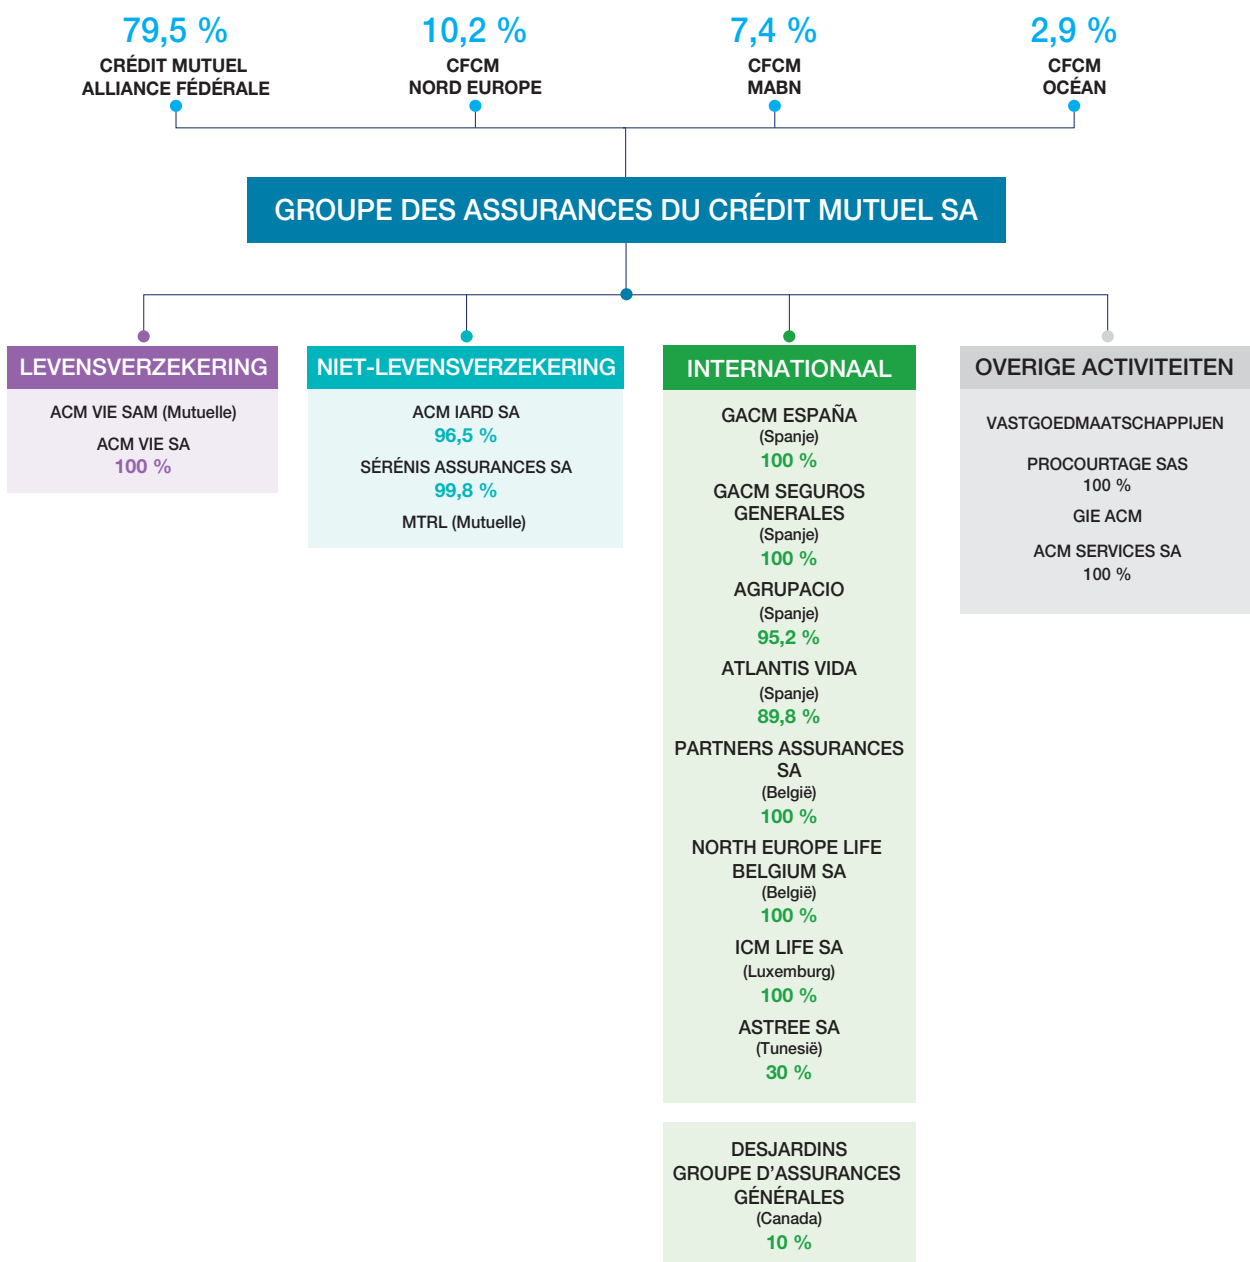 79,5 %
CRÉDIT MUTUEL
ALLIANCE FÉDÉRALE
10,2 %
CFCM
NORD EUROPE
7,4 %
CFCM
MABN
2,9 %
CFCM
OCÉAN
GROUPE DES ASSURANCES DU CRÉDIT MUTUEL SA
LEVENSVERZEKERING
ACM VIE SAM (Mutuelle)
ACM VIE SA
100 %
NIET-LEVENSVERZEKERING
ACM IARD SA
96,5 %
SÉRÉNIS ASSURANCES SA
99,8 %
MTRL (Mutuelle)
INTERNATIONAAL
GACM ESPAÑA
(Spanje)
100 %
GACM SEGUROS
GENERALES
(Spanje)
100 %
AGRUPACIO
(Spanje)
95,2 %
ATLANTIS VIDA
(Spanje)
89,8 %
PARTNERS ASSURANCES
SA
(België)
100 %
NORTH EUROPE LIFE
BELGIUM SA
(België)
100 %
ICM LIFE SA
(Luxemburg)
100 %
ASTREE SA
(Tunesië)
30 %
DESJARDINS
GROUPE D’ASSURANCES
GÉNÉRALES
(Canada)
10 %
OVERIGE ACTIVITEITEN
VASTGOEDMAATSCHAPPIJEN
PROCOURTAGE SAS
100 %
GIE ACM
ACM SERVICES SA
100 %